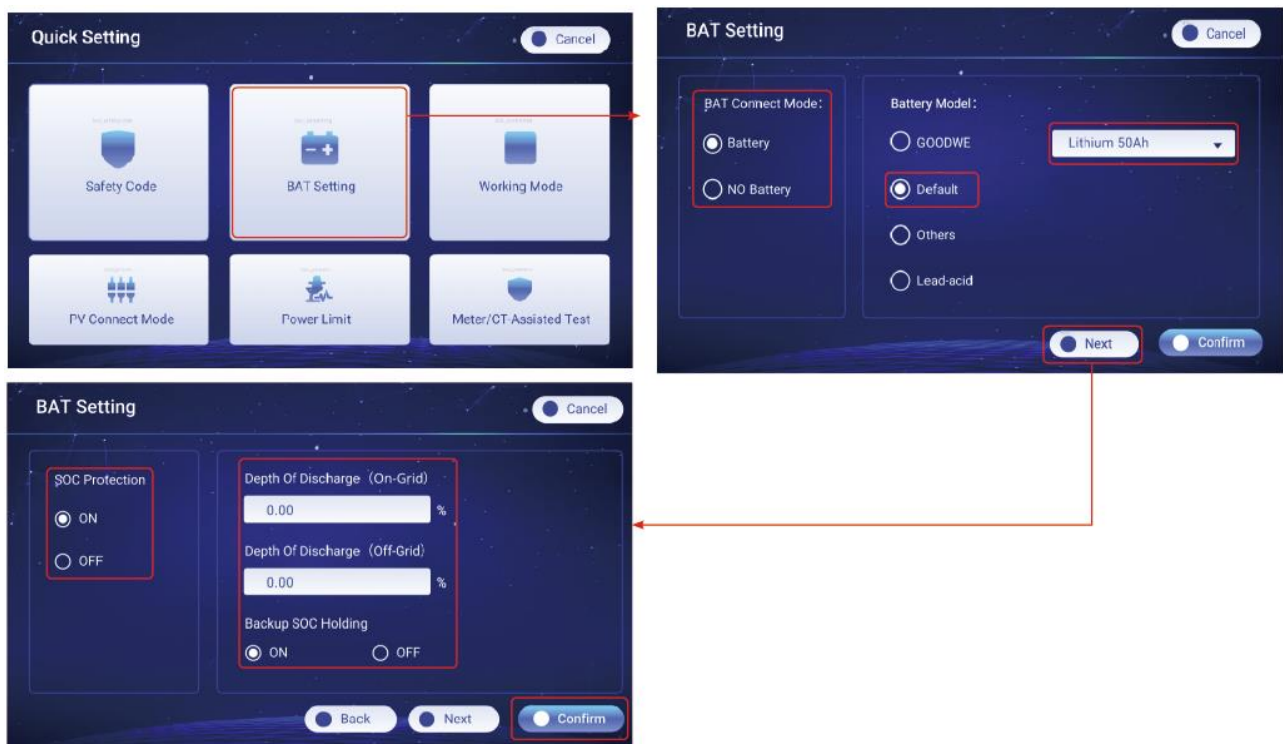 Quick Setting
Cancel
Safety Code
BAT Setting
Working Mode
PV Connect Mode
Power Limit
Meter/CT-Assisted Test
BAT Setting
Cancel
BAT Connect Mode:
Battery
NO Battery
Battery Model:
GOODWE
Lithium 50Ah
Default
Others
Lead-acid
Next
Confirm
BAT Setting
Cancel
SOC Protection
ON
OFF
Depth Of Discharge (On-Grid)
0.00 %
Depth Of Discharge (Off-Grid)
0.00 %
Backup SOC Holding
ON OFF
Back
Next
Confirm